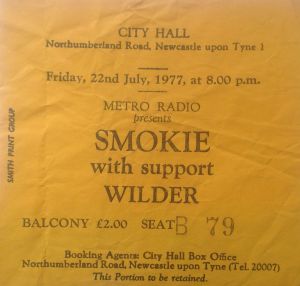 CITY HALL
Northumberland Road, Newcastle upon Tyne 1
Friday, 22nd July, 1977, at 8.00 p.m.
METRO RADIO
presents
SMOKIE
with support
WILDER
BALCONY £2.00 SEAT B 79
Booking Agents: City Hall Box Office
Northumberland Road, Newcastle upon Tyne (Tel. 20007)
This Portion to be retained.
SMITH PRINT GROUP